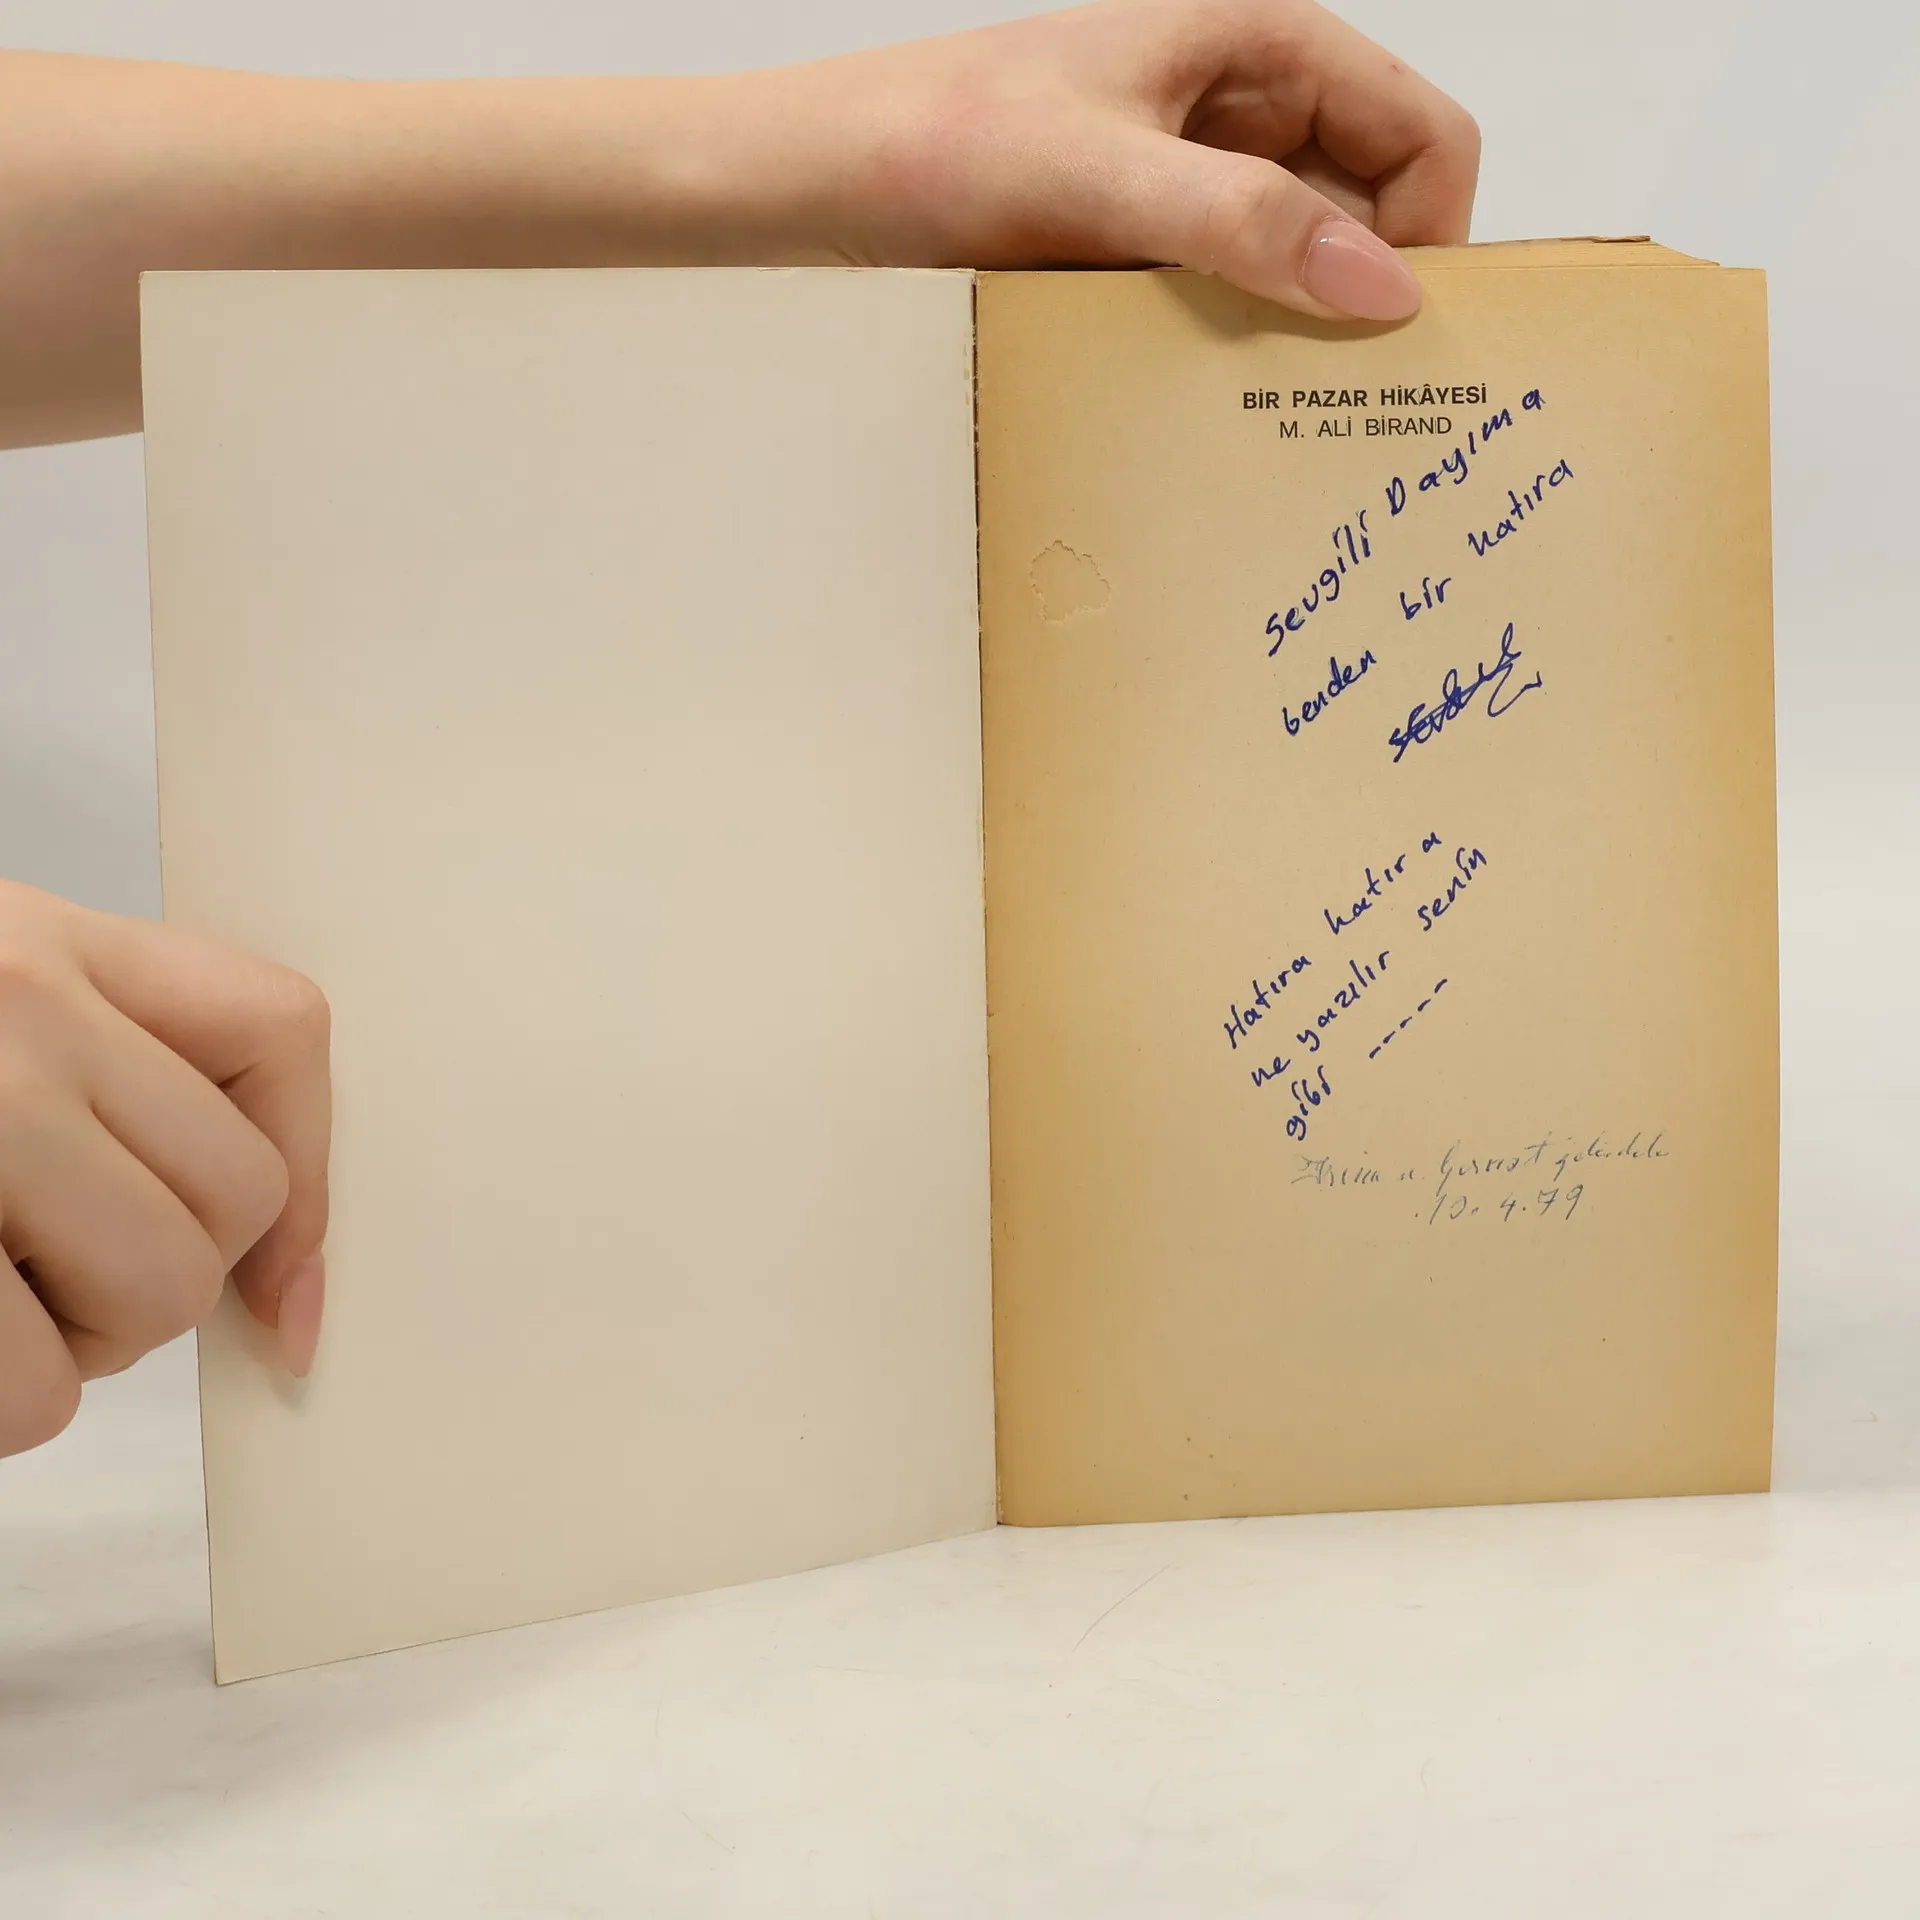 BİR PAZAR HİKÂYESİ
M. ALİ BİRAND
Sevgili Dayıma
benden bir hatıra
Hatıra hatıra
ne yazılır senin
gibi -----
10.4.79